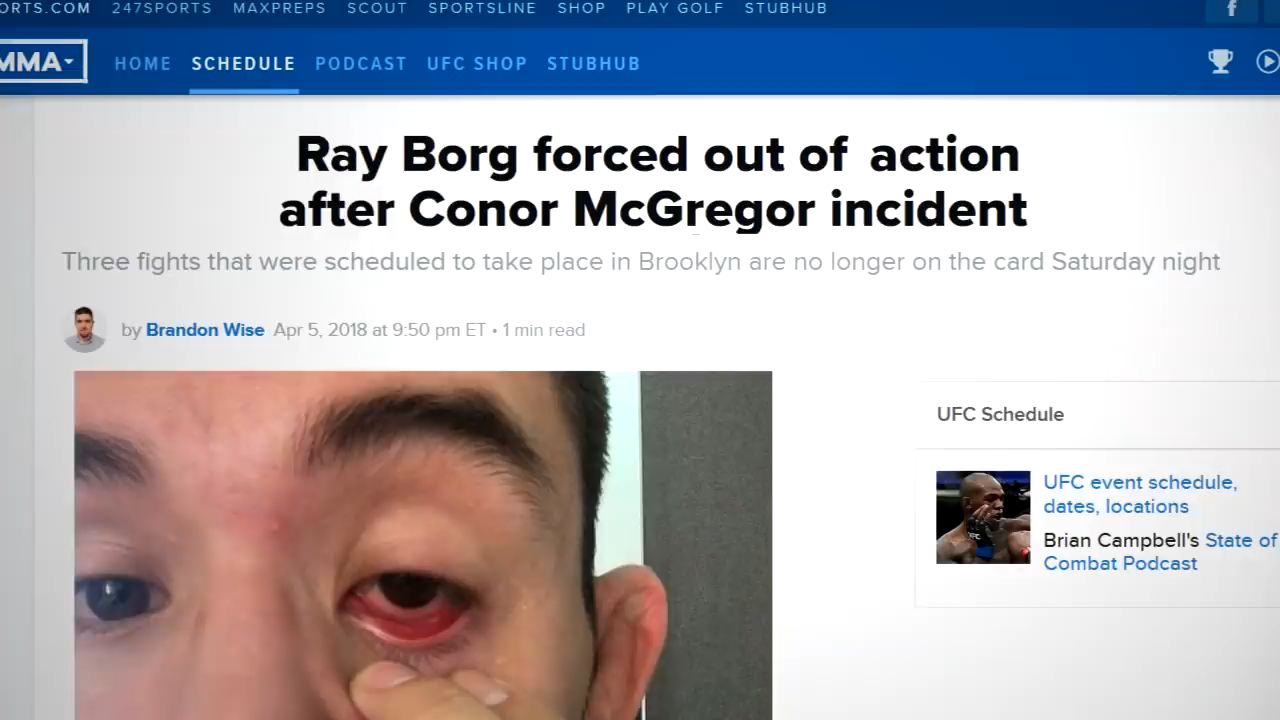 ORTS.COM 247SPORTS MAXPREPS SCOUT SPORTSLINE SHOP PLAY GOLF STUBHUB f
MMA HOME SCHEDULE PODCAST UFC SHOP STUBHUB
Ray Borg forced out of action
after Conor McGregor incident
Three fights that were scheduled to take place in Brooklyn are no longer on the card Saturday night
by Brandon Wise Apr 5, 2018 at 9:50 pm ET • 1 min read
UFC Schedule
UFC event schedule,
dates, locations
Brian Campbell's State of
Combat Podcast